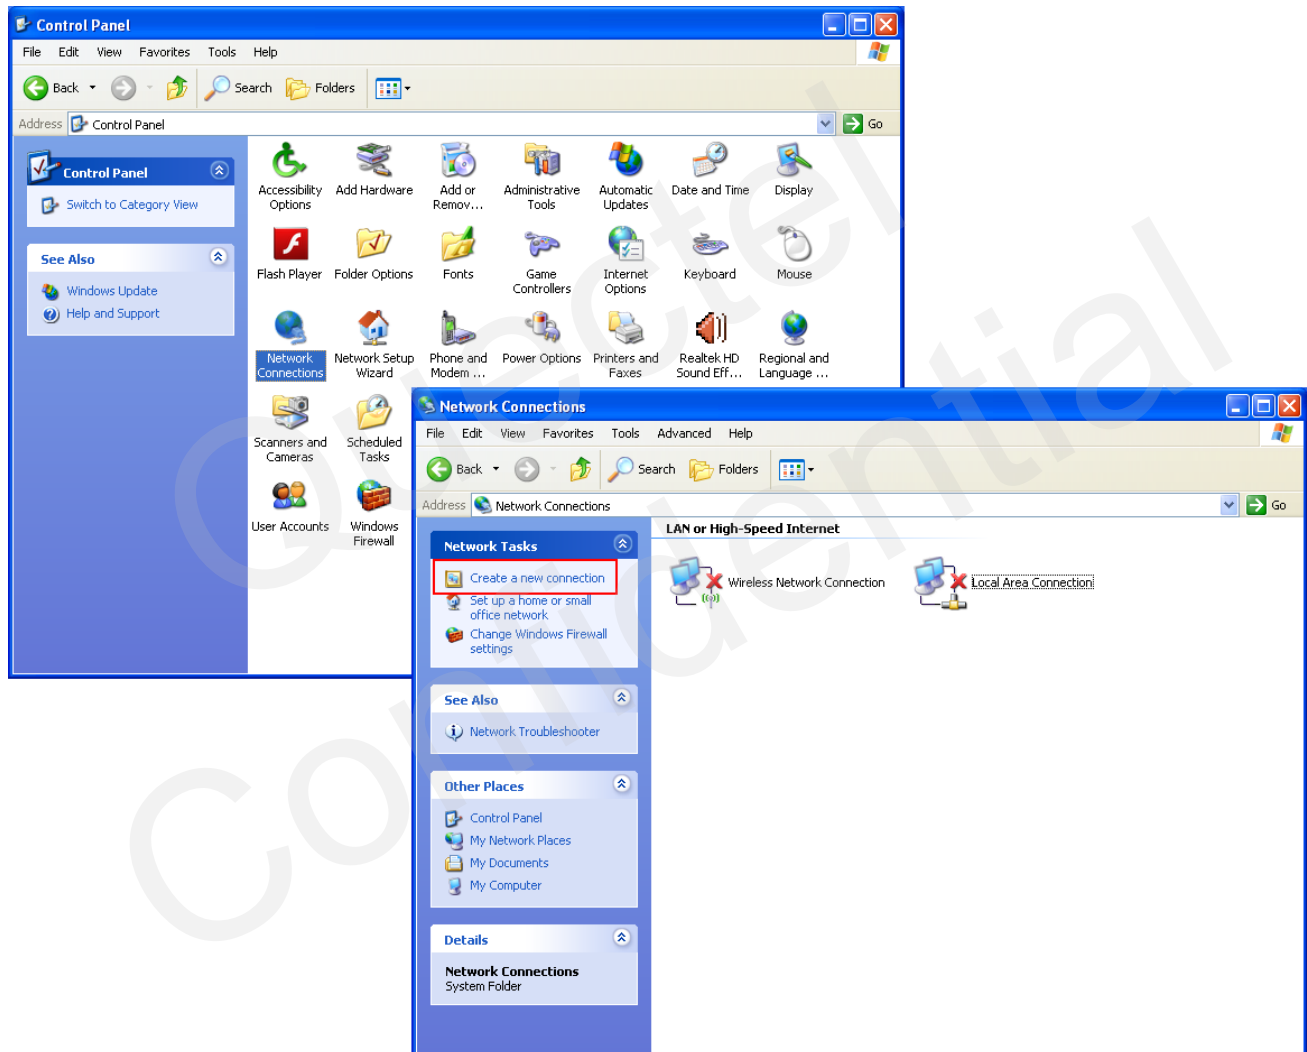 Control Panel
File Edit View Favorites Tools Help
Back Search Folders
Address Control Panel Go
Control Panel
Switch to Category View
See Also
Windows Update
Help and Support
Accessibility Options
Add Hardware
Add or Remov...
Administrative Tools
Automatic Updates
Date and Time
Display
Flash Player
Folder Options
Fonts
Game Controllers
Internet Options
Keyboard
Mouse
Network Connections
Network Setup Wizard
Phone and Modem ...
Power Options
Printers and Faxes
Realtek HD Sound Eff...
Regional and Language ...
Scanners and Cameras
Scheduled Tasks
User Accounts
Windows Firewall
Network Connections
File Edit View Favorites Tools Advanced Help
Back Search Folders
Address Network Connections Go
Network Tasks
Create a new connection
Set up a home or small
office network
Change Windows Firewall
settings
See Also
Network Troubleshooter
Other Places
Control Panel
My Network Places
My Documents
My Computer
Details
Network Connections
System Folder
LAN or High-Speed Internet
Wireless Network Connection
Local Area Connection
Quectel
Confidential